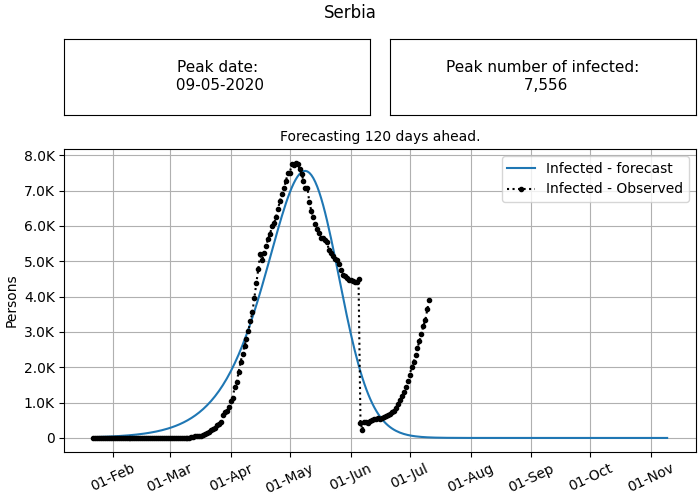 Serbia
Peak date:
09-05-2020
Peak number of infected:
7,556
Forecasting 120 days ahead.
Infected - forecast
Infected - Observed
Persons
8.0K
7.0K
6.0K
5.0K
4.0K
3.0K
2.0K
1.0K
0
01-Feb
01-Mar
01-Apr
01-May
01-Jun
01-Jul
01-Aug
01-Sep
01-Oct
01-Nov